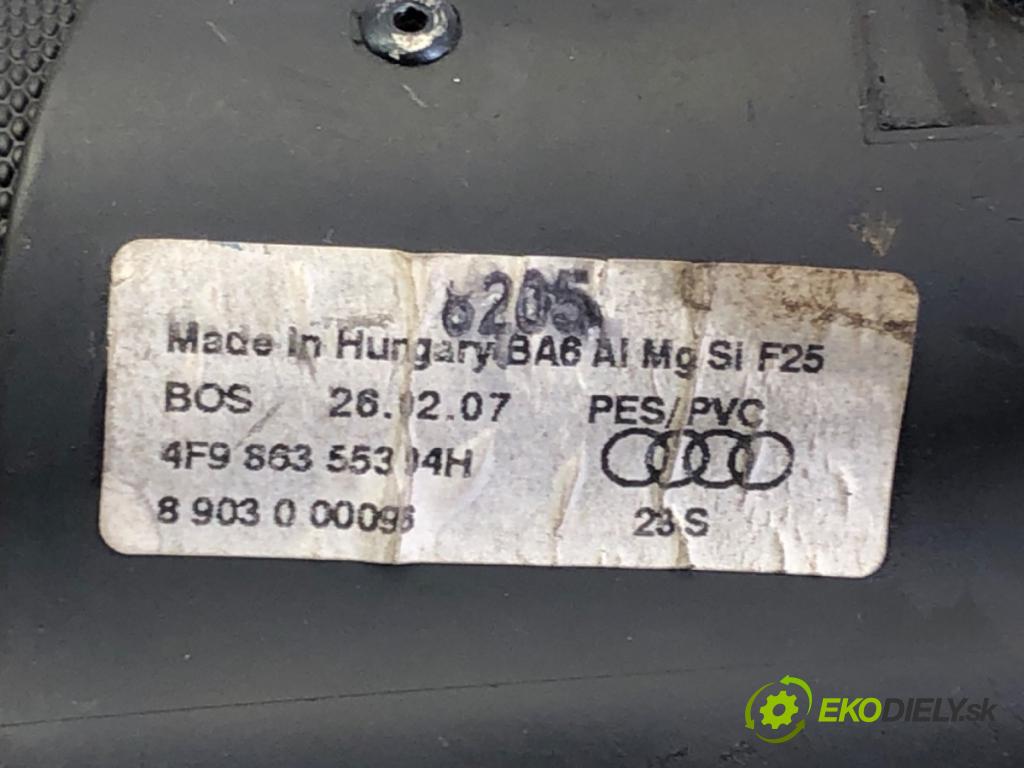 6205
Made in Hungary BA6 Al Mg Si F25
BOS 26.02.07 PES/PVC
4F9 863 553 04H
8 903 0 00096
23 S
EKODIELY.sk